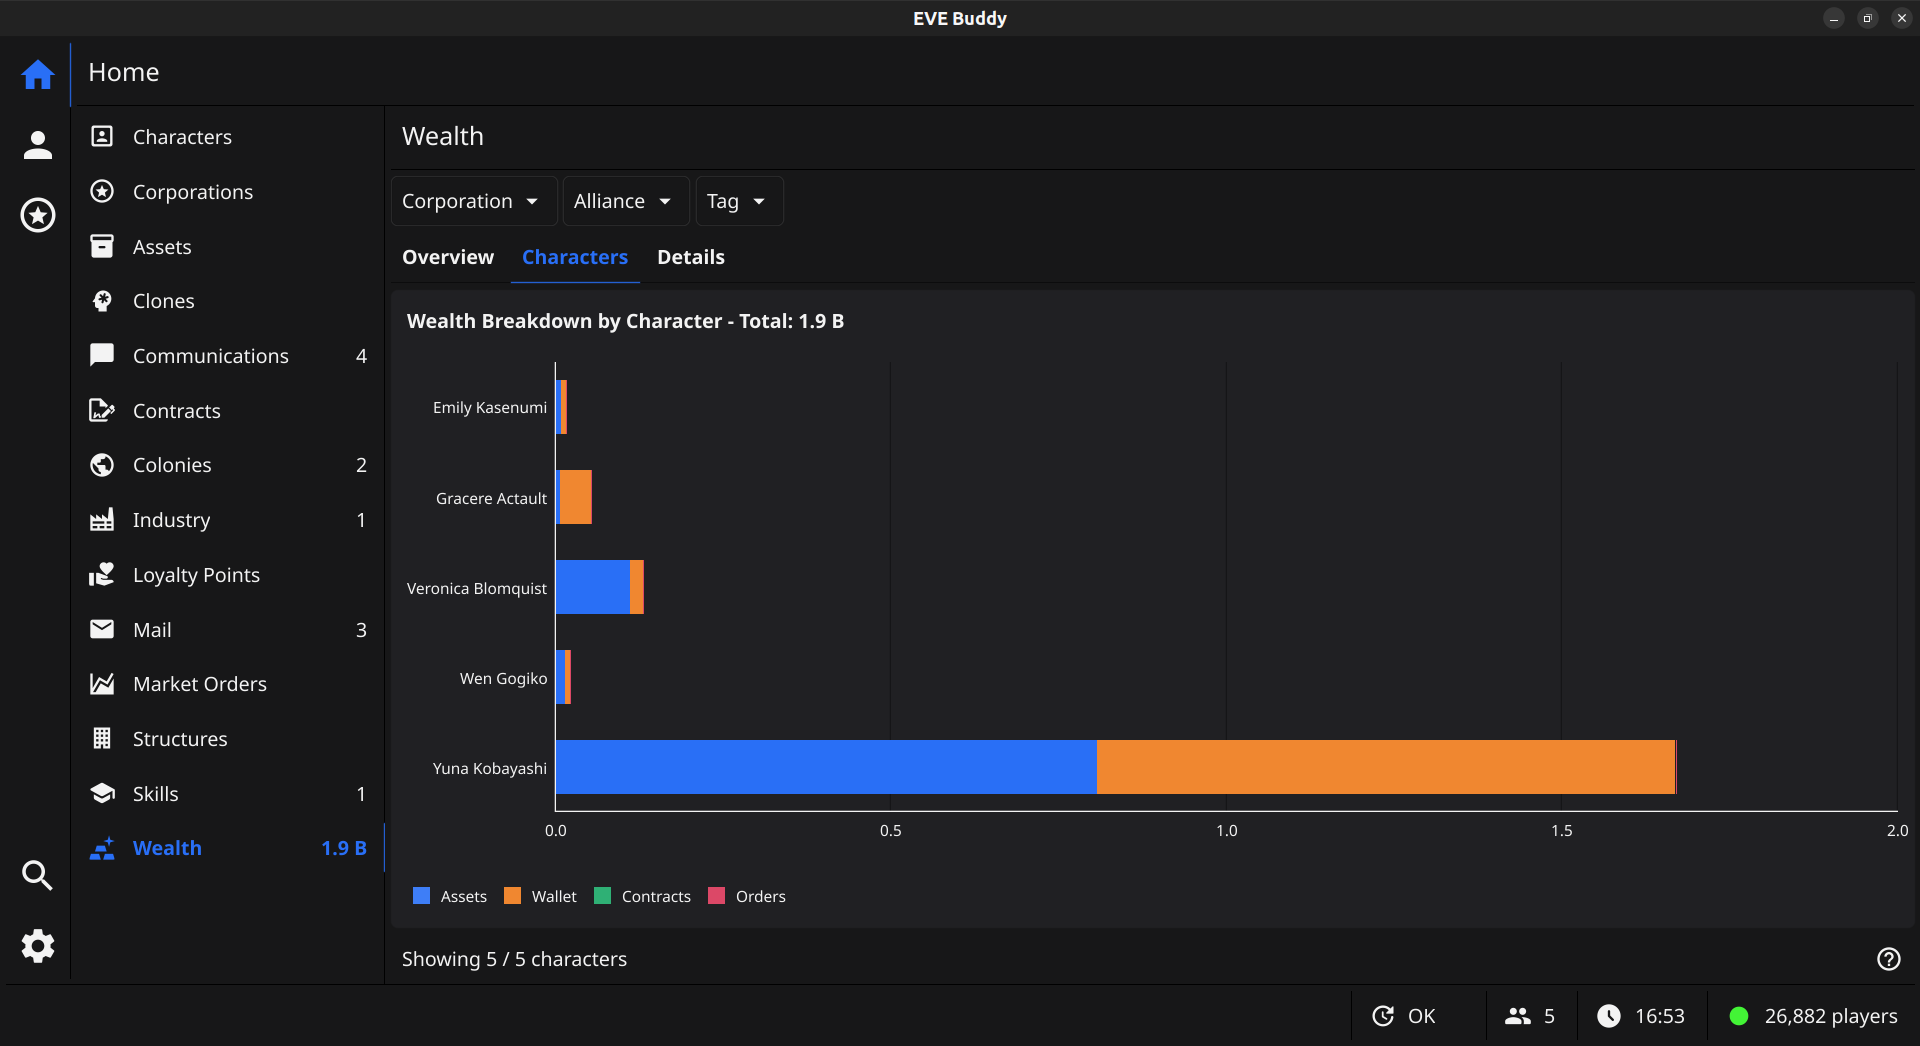 EVE Buddy
Home
Characters
Corporations
Assets
Clones
Communications 4
Contracts
Colonies 2
Industry 1
Loyalty Points
Mail 3
Market Orders
Structures
Skills 1
Wealth 1.9 B
Wealth
Corporation Alliance Tag
Overview Characters Details
Wealth Breakdown by Character - Total: 1.9 B
Emily Kasenumi
Gracere Actault
Veronica Blomquist
Wen Gogiko
Yuna Kobayashi
0.0 0.5 1.0 1.5 2.0
Assets Wallet Contracts Orders
Showing 5 / 5 characters
OK 5 16:53 26,882 players